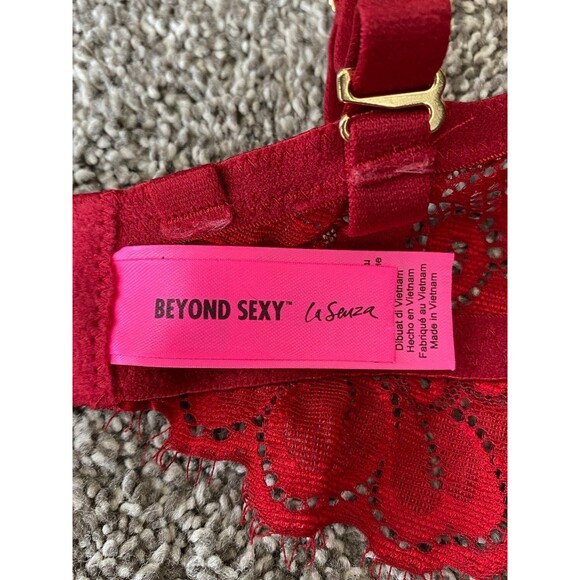 BEYOND SEXY™ La Senza
Dibuat di Vietnam
Hecho en Vietnam
Fabriqué au Vietnam
Made in Vietnam